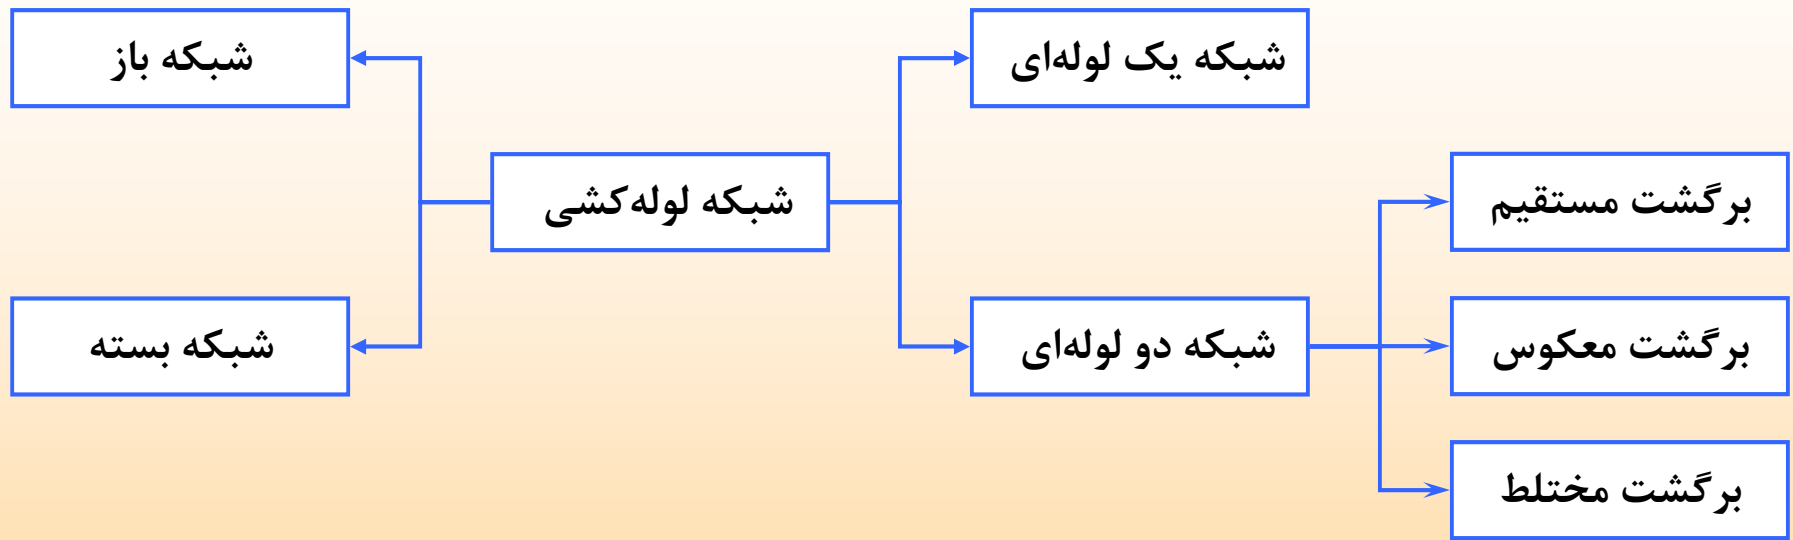 شبکه یک لوله‌ای
شبکه باز
برگشت مستقیم
شبکه لوله‌کشی
برگشت معکوس
شبکه دو لوله‌ای
شبکه بسته
برگشت مختلط